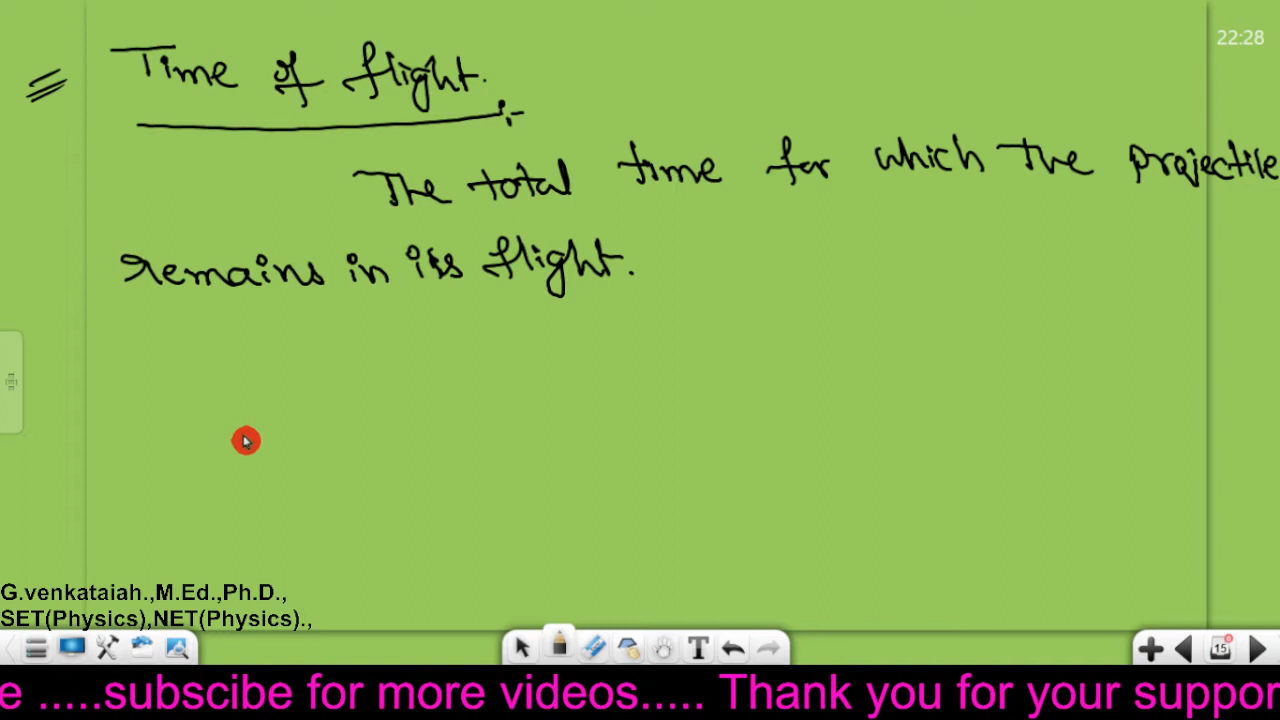 22:28
Time of flight.
The total time for which the projectile
remains in its flight.
G.venkataiah.,M.Ed.,Ph.D.,
SET(Physics),NET(Physics).,
T
15
e .....subscibe for more videos..... Thank you for your suppor